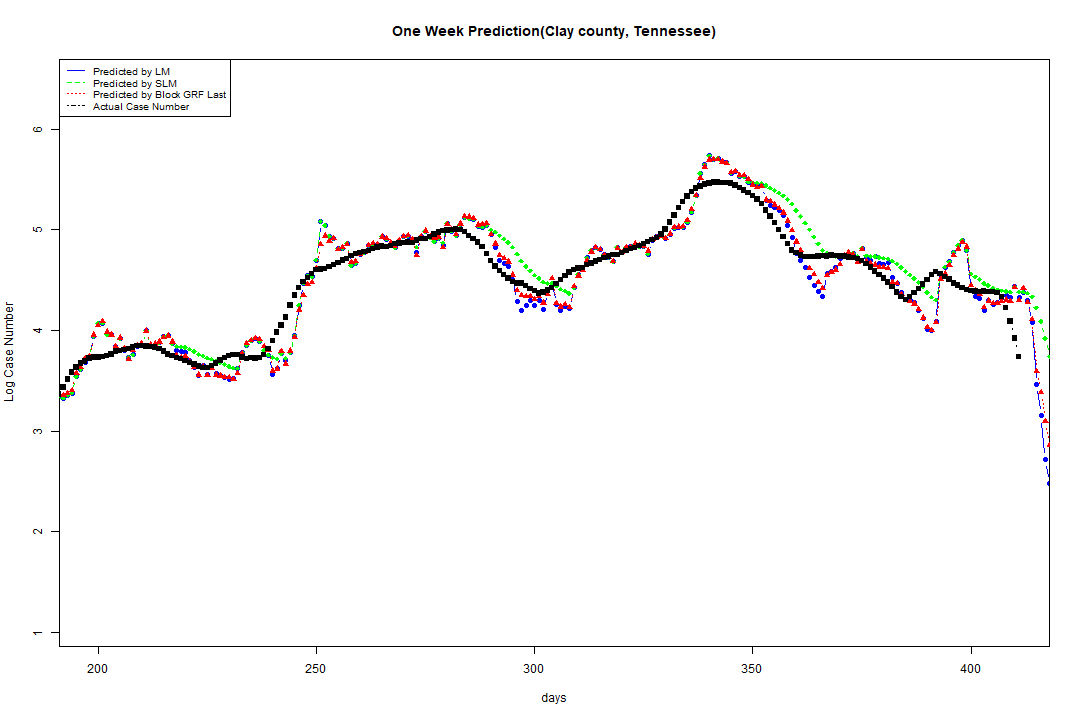 One Week Prediction(Clay county, Tennessee)
Predicted by LM
Predicted by SLM
Predicted by Block GRF Last
Actual Case Number
Log Case Number
6
5
4
3
2
1
200 250 300 350 400
days